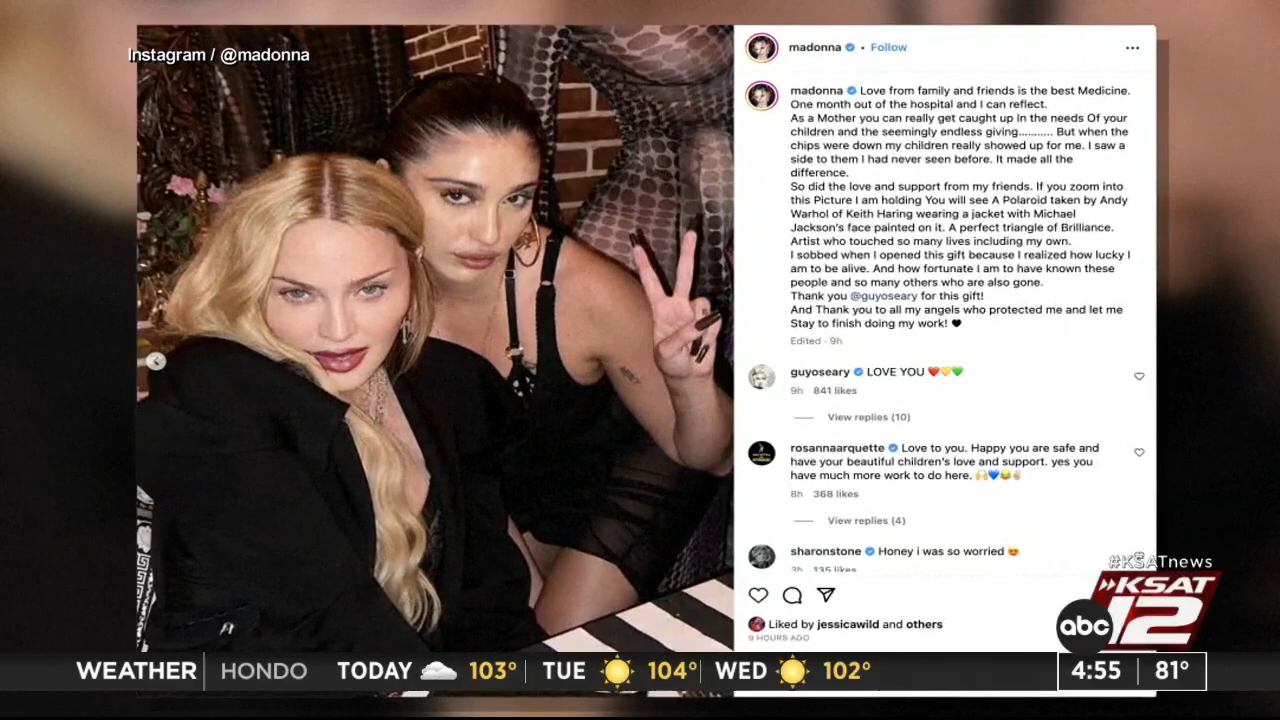 Instagram / @madonna
madonna • Follow
madonna Love from family and friends is the best Medicine.
One month out of the hospital and I can reflect.
As a Mother you can really get caught up in the needs Of your
children and the seemingly endless giving........... But when the
chips were down my children really showed up for me. I saw a
side to them I had never seen before. It made all the
difference.
So did the love and support from my friends. If you zoom into
this Picture I am holding You will see A Polaroid taken by Andy
Warhol of Keith Haring wearing a jacket with Michael
Jackson's face painted on it. A perfect triangle of Brilliance.
Artist who touched so many lives including my own.
I sobbed when I opened this gift because I realized how lucky I
am to be alive. And how fortunate I am to have known these
people and so many others who are also gone.
Thank you @guyoseary for this gift!
And Thank you to all my angels who protected me and let me
Stay to finish doing my work! 🖤
Edited · 9h
guyoseary LOVE YOU ❤️💛💚
9h 841 likes
View replies (10)
rosannaarquette Love to you. Happy you are safe and
have your beautiful children's love and support. yes you
have much more work to do here. 🙌💙😂✌🏼
8h 368 likes
View replies (4)
sharonstone Honey i was so worried 😍
3h 135 likes
Liked by jessicawild and others
9 HOURS AGO
#KSATnews
KSAT
abc 12
WEATHER HONDO TODAY 103° TUE 104° WED 102° 4:55 81°